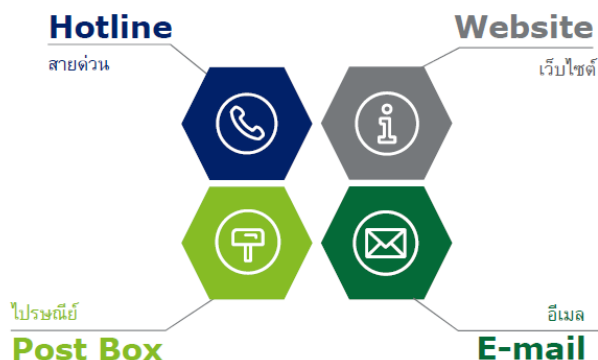 Hotline
สายด่วน
Website
เว็บไซต์
ไปรษณีย์
Post Box
อีเมล
E-mail